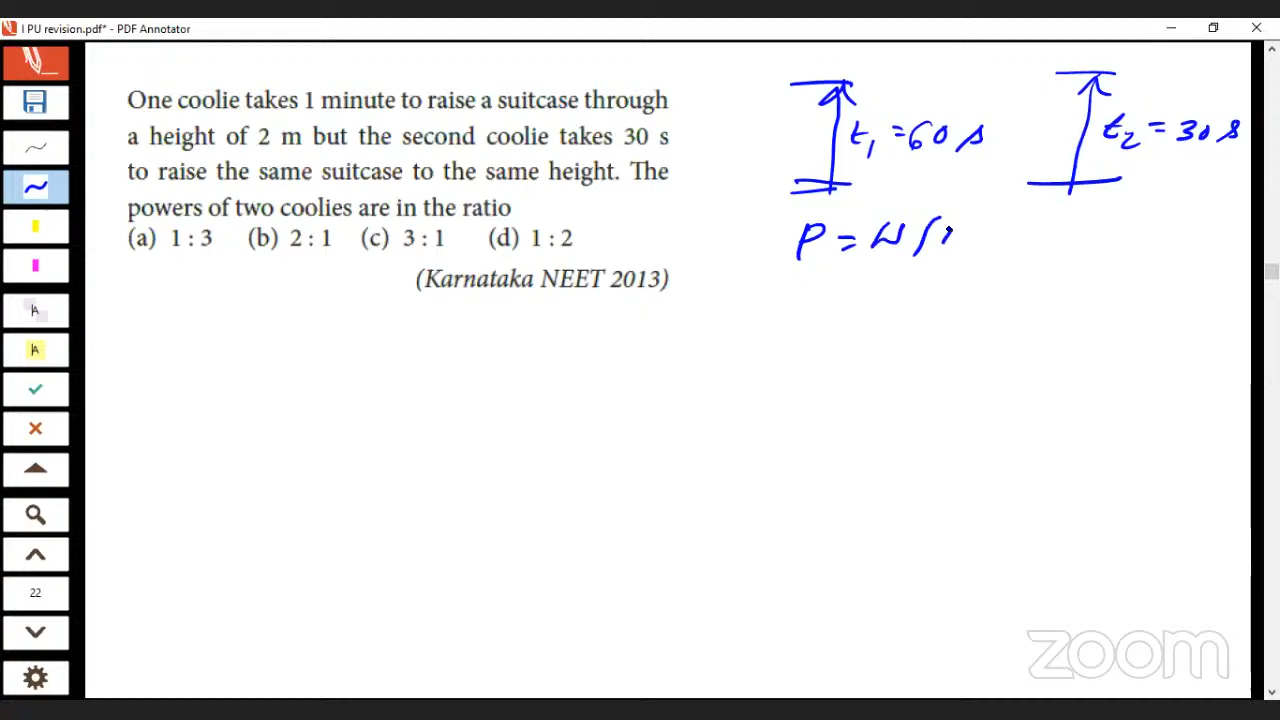 I PU revision.pdf* - PDF Annotator
One coolie takes 1 minute to raise a suitcase through
a height of 2 m but the second coolie takes 30 s
to raise the same suitcase to the same height. The
powers of two coolies are in the ratio
(a) 1 : 3 (b) 2 : 1 (c) 3 : 1 (d) 1 : 2
(Karnataka NEET 2013)
t₁ = 60 s
t₂ = 30 s
P = W /
A
A
22
zoom